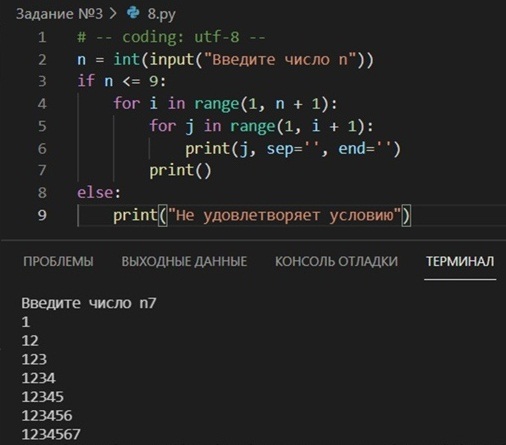 Задание №3 > 8.py
1 # -- coding: utf-8 --
2 n = int(input("Введите число n"))
3 if n <= 9:
4     for i in range(1, n + 1):
5         for j in range(1, i + 1):
6             print(j, sep='', end='')
7         print()
8 else:
9     print("Не удовлетворяет условию")
ПРОБЛЕМЫ ВЫХОДНЫЕ ДАННЫЕ КОНСОЛЬ ОТЛАДКИ ТЕРМИНАЛ
Введите число n7
1
12
123
1234
12345
123456
1234567